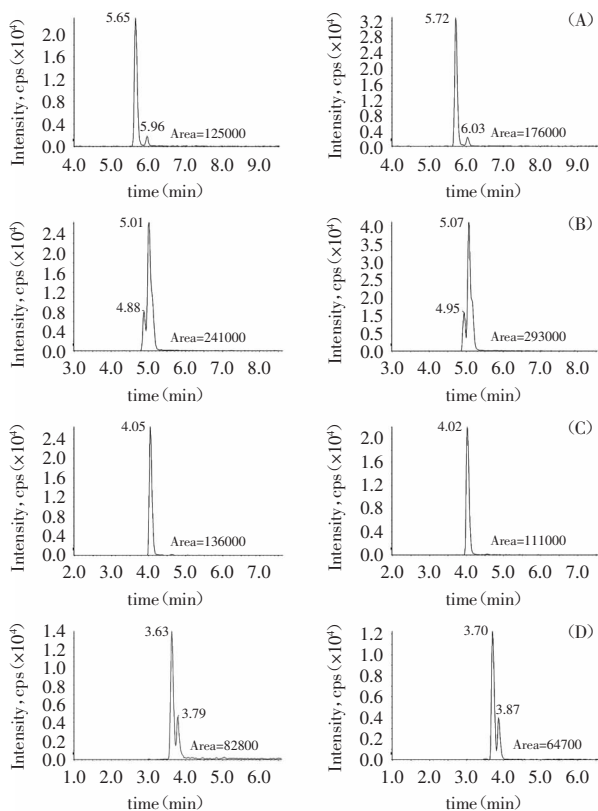 Intensity, cps (×10⁴)
2.0
1.6
1.2
0.8
0.4
0.0
5.65
5.96
Area=125000
4.0 5.0 6.0 7.0 8.0 9.0
time (min)
Intensity, cps (×10⁴)
3.2
2.8
2.4
2.0
1.6
1.2
0.8
0.4
0.0
5.72
(A)
6.03
Area=176000
4.0 5.0 6.0 7.0 8.0 9.0
time (min)
Intensity, cps (×10⁴)
2.4
2.0
1.6
1.2
0.8
0.4
0.0
5.01
4.88
Area=241000
3.0 4.0 5.0 6.0 7.0 8.0
time (min)
Intensity, cps (×10⁴)
4.0
3.5
3.0
2.5
2.0
1.5
1.0
0.5
0.0
5.07
(B)
4.95
Area=293000
3.0 4.0 5.0 6.0 7.0 8.0
time (min)
Intensity, cps (×10⁴)
2.4
2.0
1.6
1.2
0.8
0.4
0.0
4.05
Area=136000
2.0 3.0 4.0 5.0 6.0 7.0
time (min)
Intensity, cps (×10⁴)
2.0
1.6
1.2
0.8
0.4
0.0
4.02
(C)
Area=111000
2.0 3.0 4.0 5.0 6.0 7.0
time (min)
Intensity, cps (×10⁴)
1.4
1.2
1.0
0.8
0.6
0.4
0.2
0.0
3.63
3.79
Area=82800
1.0 2.0 3.0 4.0 5.0 6.0
time (min)
Intensity, cps (×10⁴)
1.2
1.0
0.8
0.6
0.4
0.2
0.0
3.70
(D)
3.87
Area=64700
1.0 2.0 3.0 4.0 5.0 6.0
time (min)